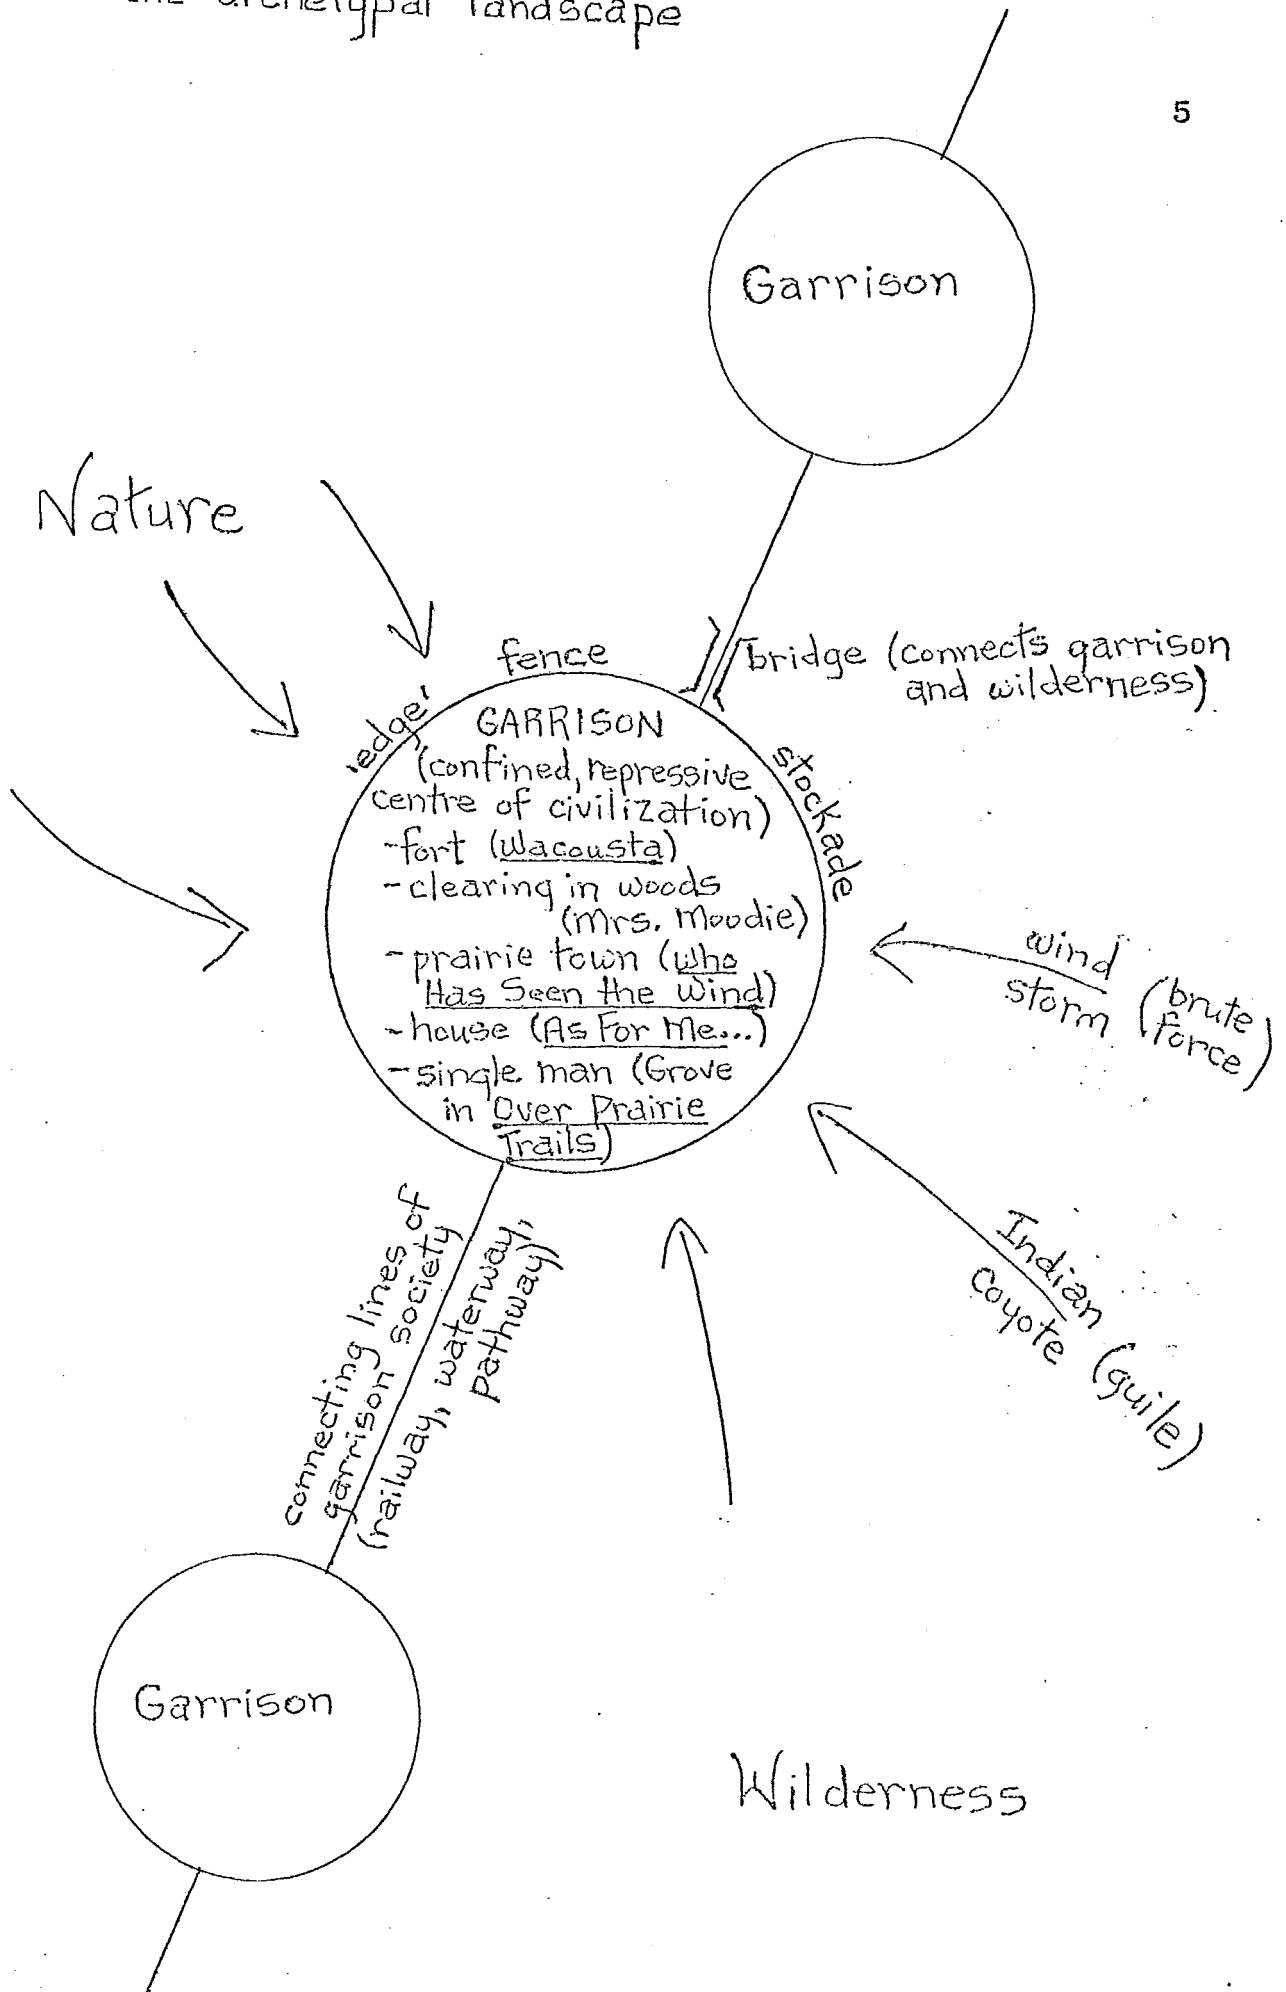 the archetypal landscape
5
Garrison
Nature
fence
'edge'
bridge (connects garrison
and wilderness)
stockade
GARRISON
(confined, repressive
centre of civilization)
-fort (Wacousta)
-clearing in woods
(Mrs. Moodie)
-prairie town (Who
Has Seen the Wind)
-house (As For Me...)
-single man (Grove
in Over Prairie
Trails)
wind
storm
(brute
force)
Indian
coyote
(guile)
connecting lines of
garrison society
(railway, waterway,
pathway)
Garrison
Wilderness